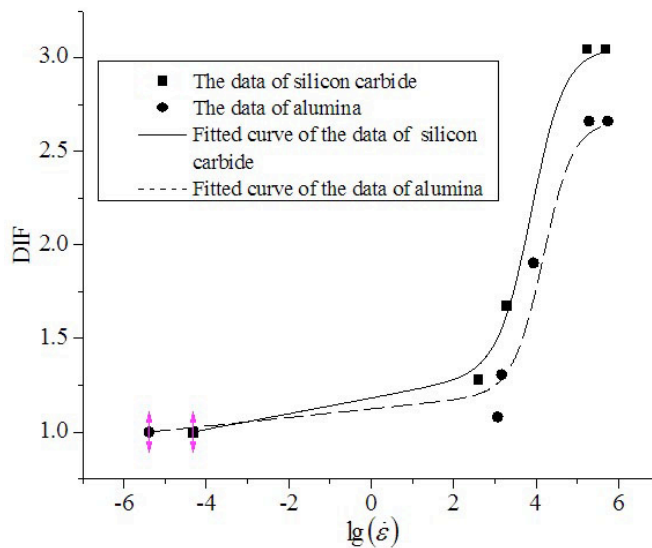 3.0
The data of silicon carbide
The data of alumina
Fitted curve of the data of silicon
carbide
Fitted curve of the data of alumina
2.5
2.0
1.5
1.0
DIF
-6 -4 -2 0 2 4 6
lg(ε̇)